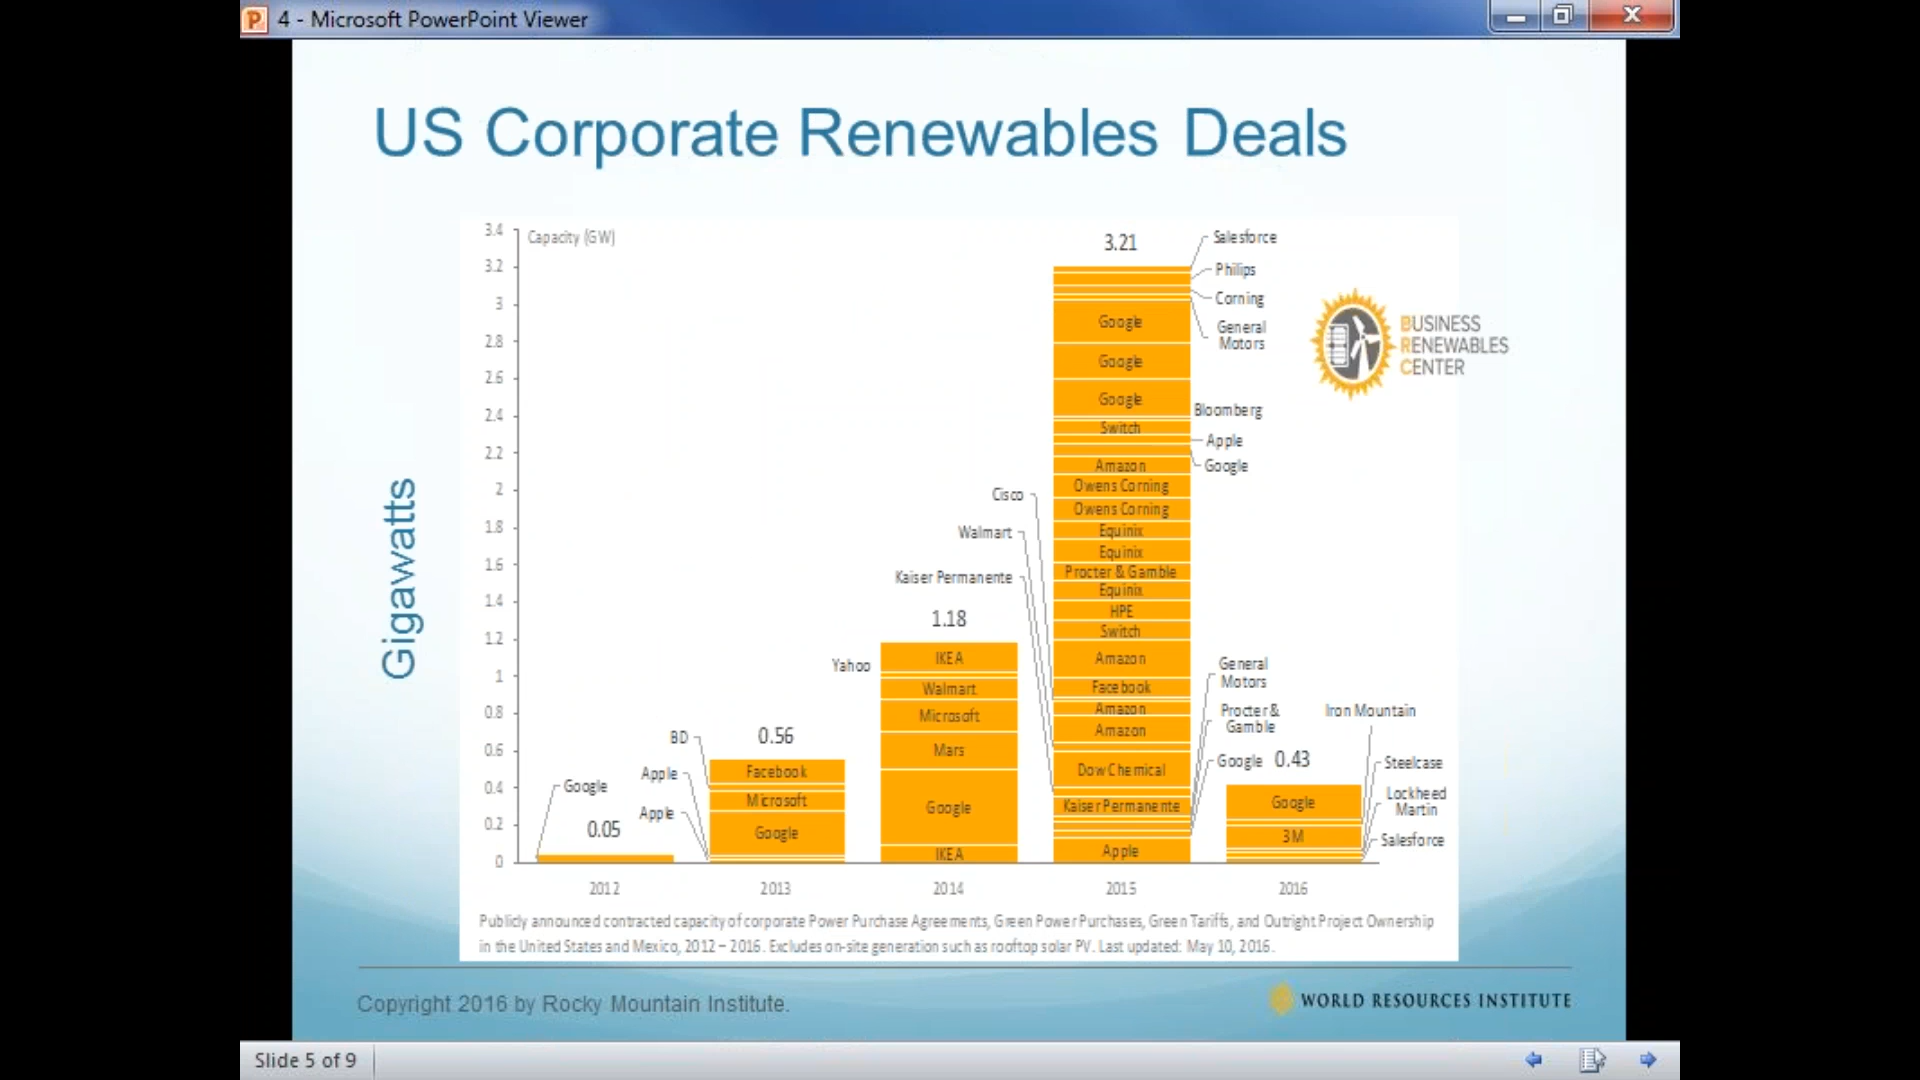 4 - Microsoft PowerPoint Viewer
US Corporate Renewables Deals
Gigawatts
Capacity (GW)
3.4
3.2
3
2.8
2.6
2.4
2.2
2
1.8
1.6
1.4
1.2
1
0.8
0.6
0.4
0.2
0
Google
0.05
BD
Apple
Apple
0.56
Facebook
Microsoft
Google
Yahoo
1.18
IKEA
Walmart
Microsoft
Mars
Google
IKEA
Cisco
Walmart
Kaiser Permanente
3.21
Google
Google
Google
Switch
Amazon
Owens Corning
Owens Corning
Equinix
Equinix
Procter & Gamble
Equinix
HPE
Switch
Amazon
Facebook
Amazon
Amazon
Dow Chemical
Kaiser Permanente
Apple
Salesforce
Philips
Corning
General
Motors
Bloomberg
Apple
Google
General
Motors
Procter &
Gamble
Google
0.43
Google
3M
Iron Mountain
Steelcase
Lockheed
Martin
Salesforce
2012
2013
2014
2015
2016
BUSINESS
RENEWABLES
CENTER
Publicly announced contracted capacity of corporate Power Purchase Agreements, Green Power Purchases, Green Tariffs, and Outright Project Ownership
in the United States and Mexico, 2012 – 2016. Excludes on-site generation such as rooftop solar PV. Last updated: May 10, 2016.
Copyright 2016 by Rocky Mountain Institute.
WORLD RESOURCES INSTITUTE
Slide 5 of 9